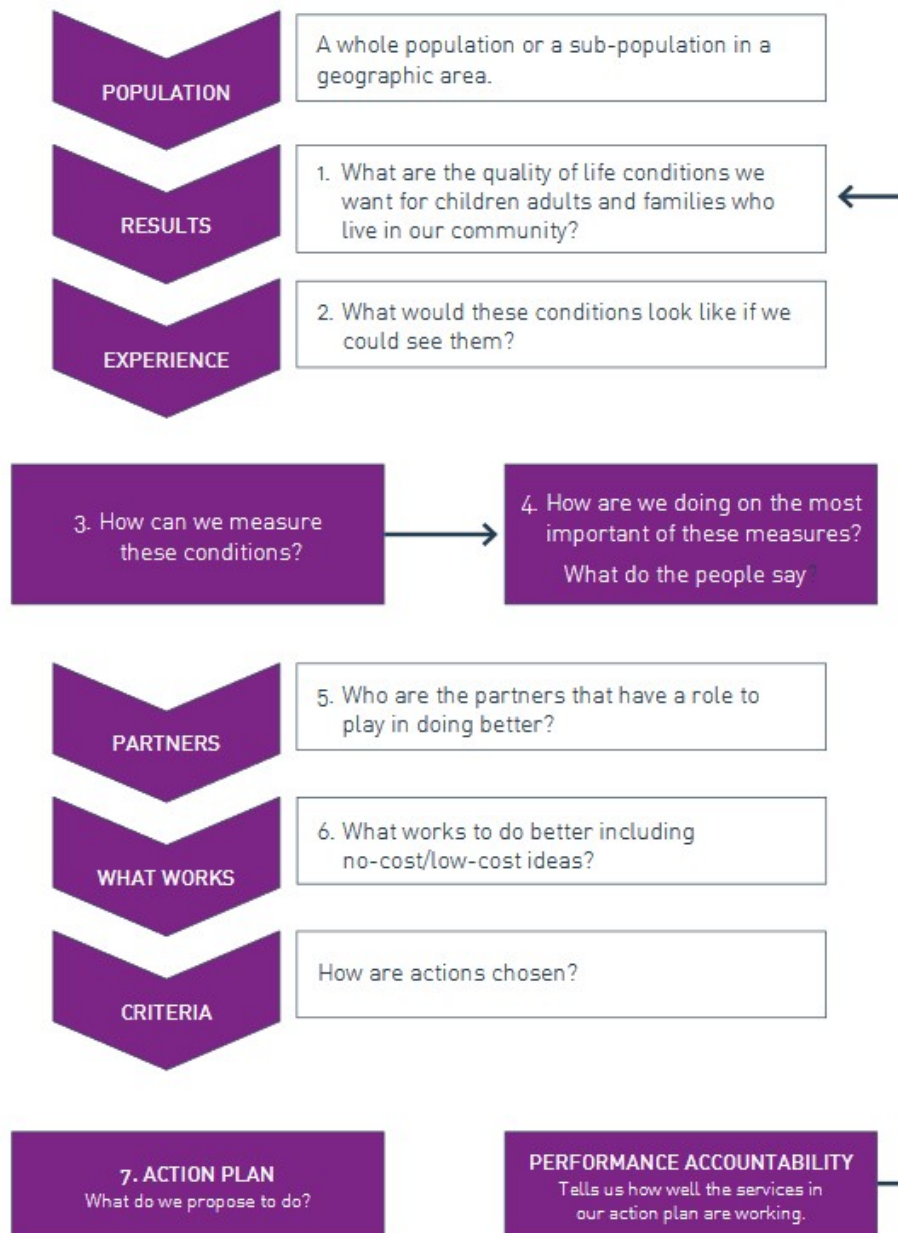 POPULATION
A whole population or a sub-population in a
geographic area.
RESULTS
1. What are the quality of life conditions we
want for children adults and families who
live in our community?
EXPERIENCE
2. What would these conditions look like if we
could see them?
3. How can we measure
these conditions?
4. How are we doing on the most
important of these measures?
What do the people say?
PARTNERS
5. Who are the partners that have a role to
play in doing better?
WHAT WORKS
6. What works to do better including
no-cost/low-cost ideas?
CRITERIA
How are actions chosen?
7. ACTION PLAN
What do we propose to do?
PERFORMANCE ACCOUNTABILITY
Tells us how well the services in
our action plan are working.